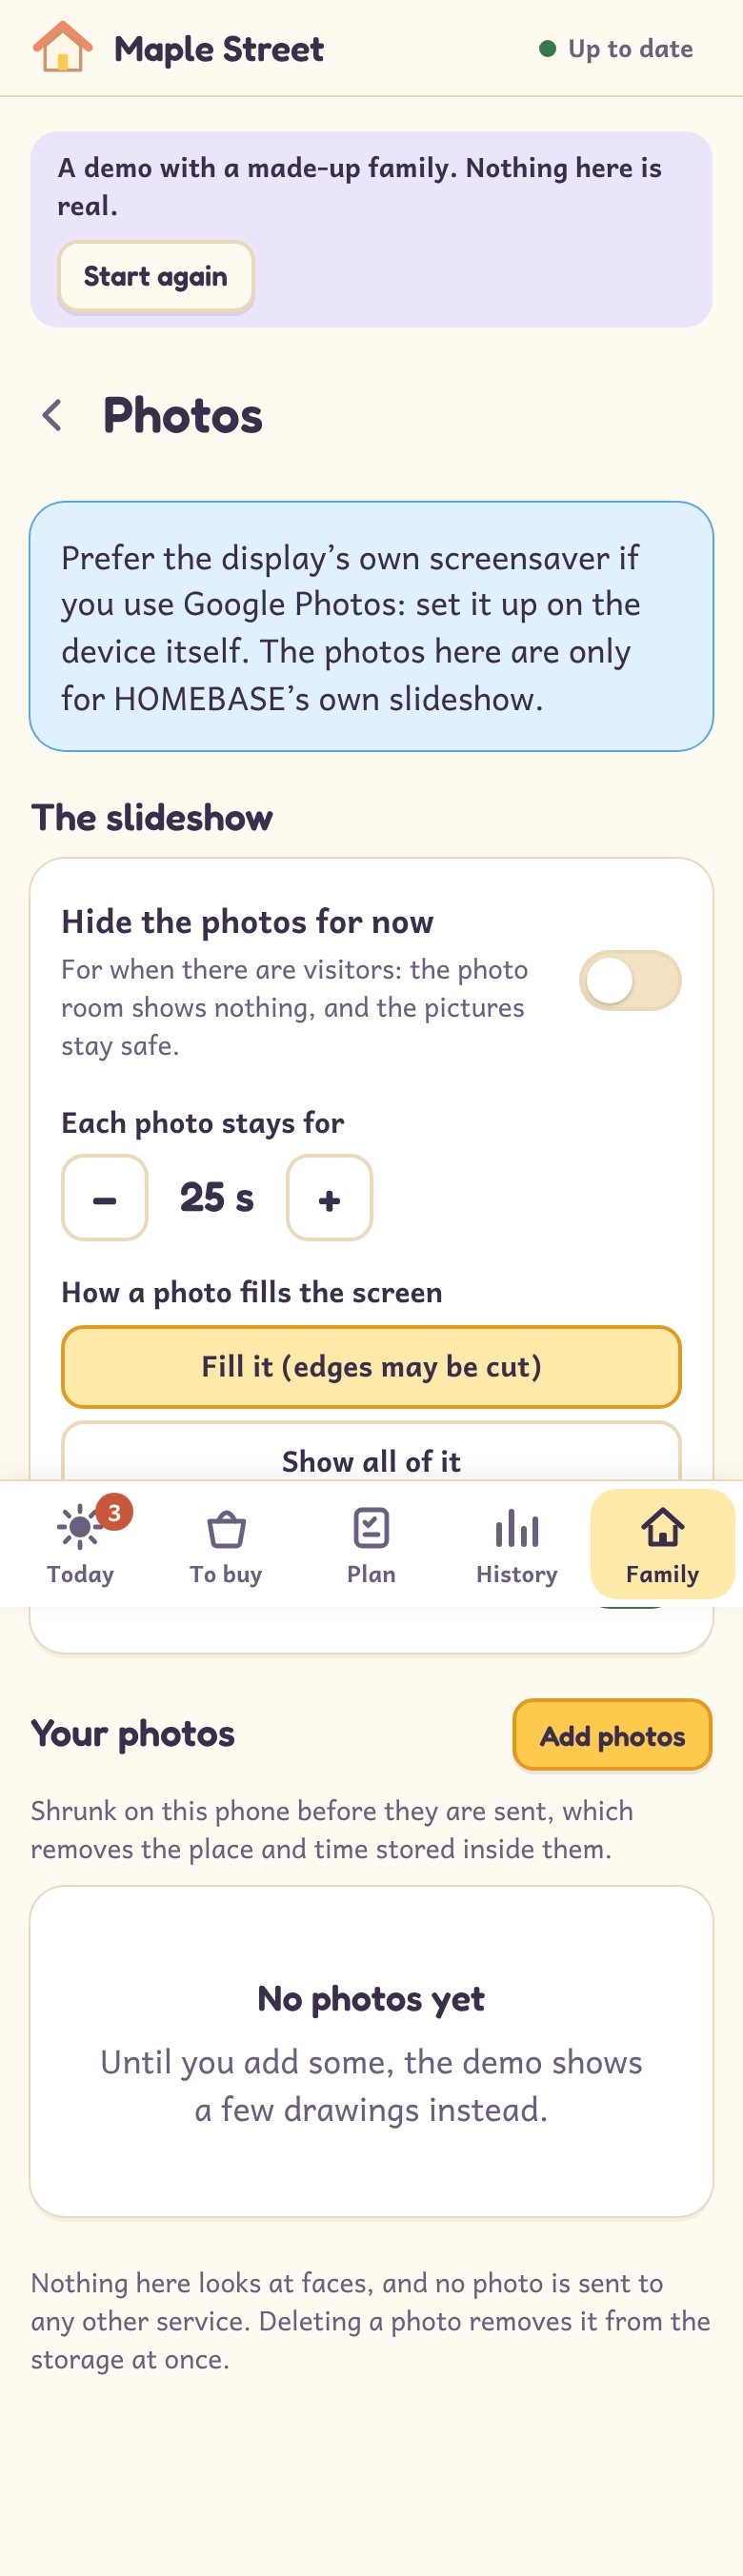 Maple Street
Up to date
A demo with a made-up family. Nothing here is
real.
Start again
Photos
Prefer the display’s own screensaver if
you use Google Photos: set it up on the
device itself. The photos here are only
for HOMEBASE’s own slideshow.
The slideshow
Hide the photos for now
For when there are visitors: the photo
room shows nothing, and the pictures
stay safe.
Each photo stays for
− 25 s +
How a photo fills the screen
Fill it (edges may be cut)
Show all of it
3
Today
To buy
Plan
History
Family
Your photos
Add photos
Shrunk on this phone before they are sent, which
removes the place and time stored inside them.
No photos yet
Until you add some, the demo shows
a few drawings instead.
Nothing here looks at faces, and no photo is sent to
any other service. Deleting a photo removes it from the
storage at once.